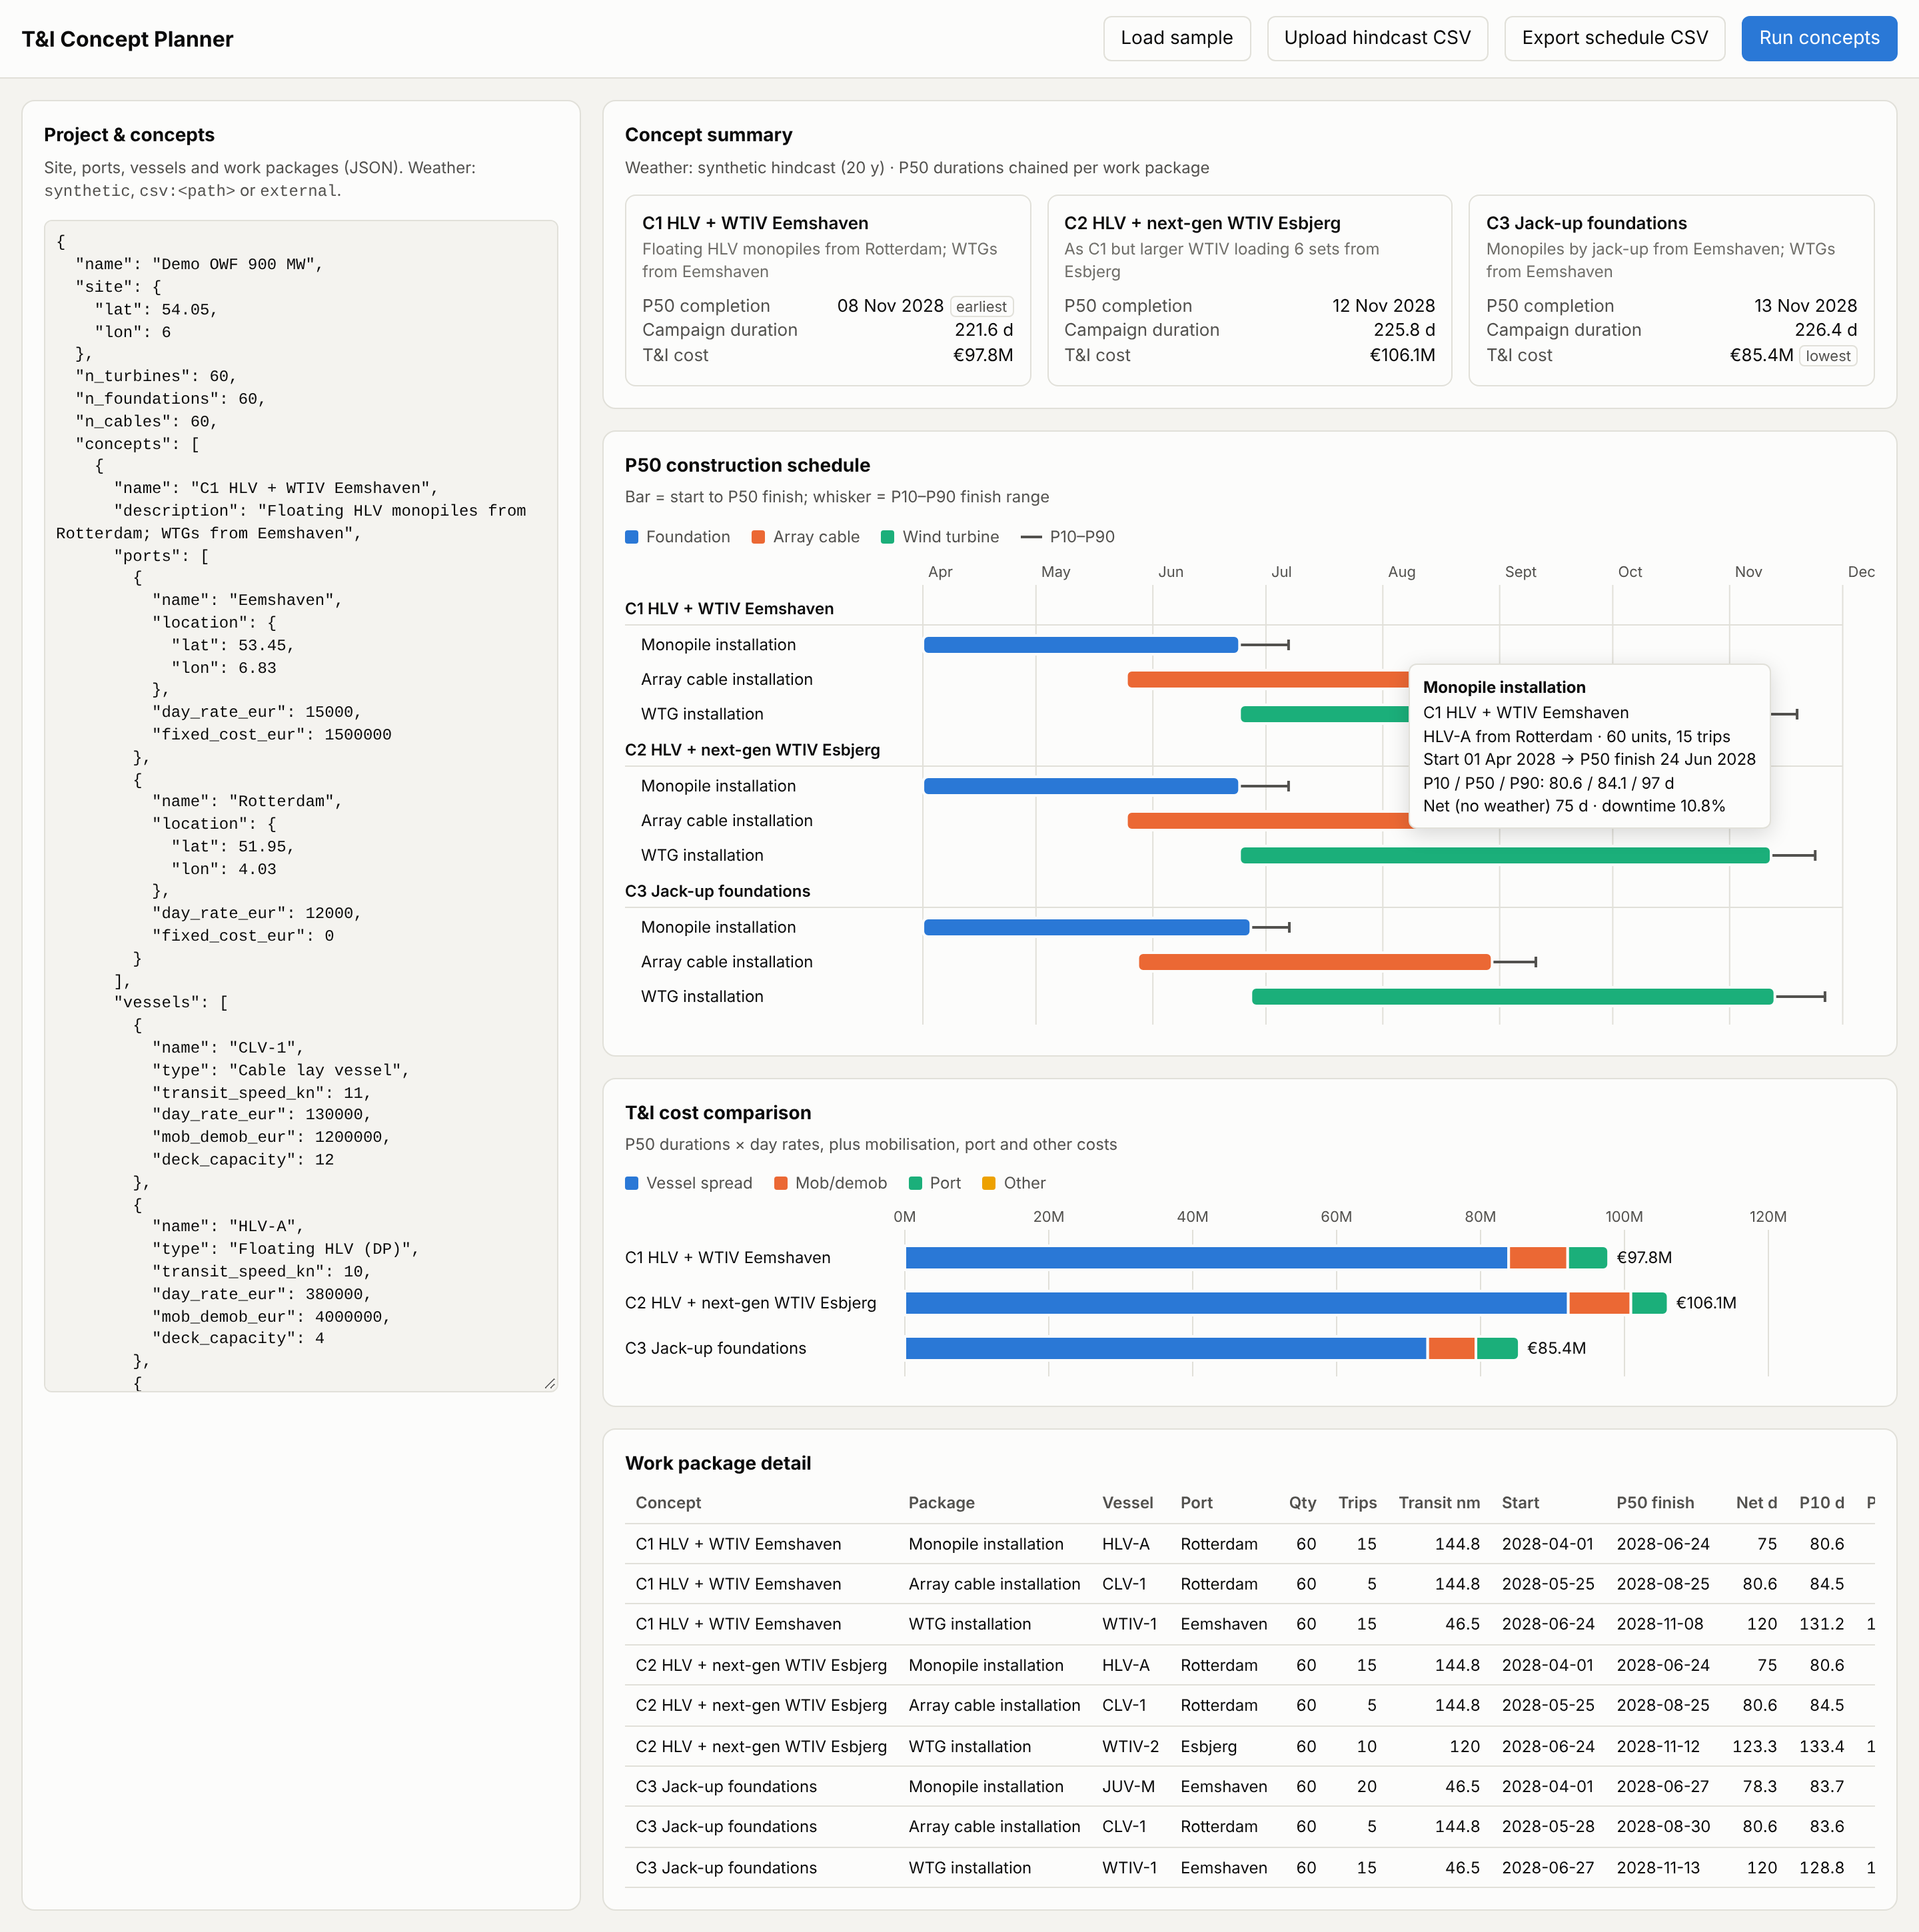 T&I Concept Planner
Load sample
Upload hindcast CSV
Export schedule CSV
Run concepts
Project & concepts
Site, ports, vessels and work packages (JSON). Weather:
synthetic, csv:<path> or external.
{
"name": "Demo OWF 900 MW",
"site": {
"lat": 54.05,
"lon": 6
},
"n_turbines": 60,
"n_foundations": 60,
"n_cables": 60,
"concepts": [
{
"name": "C1 HLV + WTIV Eemshaven",
"description": "Floating HLV monopiles from
Rotterdam; WTGs from Eemshaven",
"ports": [
{
"name": "Eemshaven",
"location": {
"lat": 53.45,
"lon": 6.83
},
"day_rate_eur": 15000,
"fixed_cost_eur": 1500000
},
{
"name": "Rotterdam",
"location": {
"lat": 51.95,
"lon": 4.03
},
"day_rate_eur": 12000,
"fixed_cost_eur": 0
}
],
"vessels": [
{
"name": "CLV-1",
"type": "Cable lay vessel",
"transit_speed_kn": 11,
"day_rate_eur": 130000,
"mob_demob_eur": 1200000,
"deck_capacity": 12
},
{
"name": "HLV-A",
"type": "Floating HLV (DP)",
"transit_speed_kn": 10,
"day_rate_eur": 380000,
"mob_demob_eur": 4000000,
"deck_capacity": 4
},
{
Concept summary
Weather: synthetic hindcast (20 y) · P50 durations chained per work package
C1 HLV + WTIV Eemshaven
Floating HLV monopiles from Rotterdam; WTGs
from Eemshaven
P50 completion 08 Nov 2028 earliest
Campaign duration 221.6 d
T&I cost €97.8M
C2 HLV + next-gen WTIV Esbjerg
As C1 but larger WTIV loading 6 sets from
Esbjerg
P50 completion 12 Nov 2028
Campaign duration 225.8 d
T&I cost €106.1M
C3 Jack-up foundations
Monopiles by jack-up from Eemshaven; WTGs
from Eemshaven
P50 completion 13 Nov 2028
Campaign duration 226.4 d
T&I cost €85.4M lowest
P50 construction schedule
Bar = start to P50 finish; whisker = P10–P90 finish range
Foundation Array cable Wind turbine P10–P90
Apr May Jun Jul Aug Sept Oct Nov Dec
C1 HLV + WTIV Eemshaven
Monopile installation
Array cable installation
WTG installation
C2 HLV + next-gen WTIV Esbjerg
Monopile installation
Array cable installation
WTG installation
C3 Jack-up foundations
Monopile installation
Array cable installation
WTG installation
Monopile installation
C1 HLV + WTIV Eemshaven
HLV-A from Rotterdam · 60 units, 15 trips
Start 01 Apr 2028 → P50 finish 24 Jun 2028
P10 / P50 / P90: 80.6 / 84.1 / 97 d
Net (no weather) 75 d · downtime 10.8%
T&I cost comparison
P50 durations × day rates, plus mobilisation, port and other costs
Vessel spread Mob/demob Port Other
0M 20M 40M 60M 80M 100M 120M
C1 HLV + WTIV Eemshaven €97.8M
C2 HLV + next-gen WTIV Esbjerg €106.1M
C3 Jack-up foundations €85.4M
Work package detail
Concept Package Vessel Port Qty Trips Transit nm Start P50 finish Net d P10 d P
C1 HLV + WTIV Eemshaven Monopile installation HLV-A Rotterdam 60 15 144.8 2028-04-01 2028-06-24 75 80.6
C1 HLV + WTIV Eemshaven Array cable installation CLV-1 Rotterdam 60 5 144.8 2028-05-25 2028-08-25 80.6 84.5
C1 HLV + WTIV Eemshaven WTG installation WTIV-1 Eemshaven 60 15 46.5 2028-06-24 2028-11-08 120 131.2 1
C2 HLV + next-gen WTIV Esbjerg Monopile installation HLV-A Rotterdam 60 15 144.8 2028-04-01 2028-06-24 75 80.6
C2 HLV + next-gen WTIV Esbjerg Array cable installation CLV-1 Rotterdam 60 5 144.8 2028-05-25 2028-08-25 80.6 84.5
C2 HLV + next-gen WTIV Esbjerg WTG installation WTIV-2 Esbjerg 60 10 120 2028-06-24 2028-11-12 123.3 133.4 1
C3 Jack-up foundations Monopile installation JUV-M Eemshaven 60 20 46.5 2028-04-01 2028-06-27 78.3 83.7
C3 Jack-up foundations Array cable installation CLV-1 Rotterdam 60 5 144.8 2028-05-28 2028-08-30 80.6 83.6
C3 Jack-up foundations WTG installation WTIV-1 Eemshaven 60 15 46.5 2028-06-27 2028-11-13 120 128.8 1